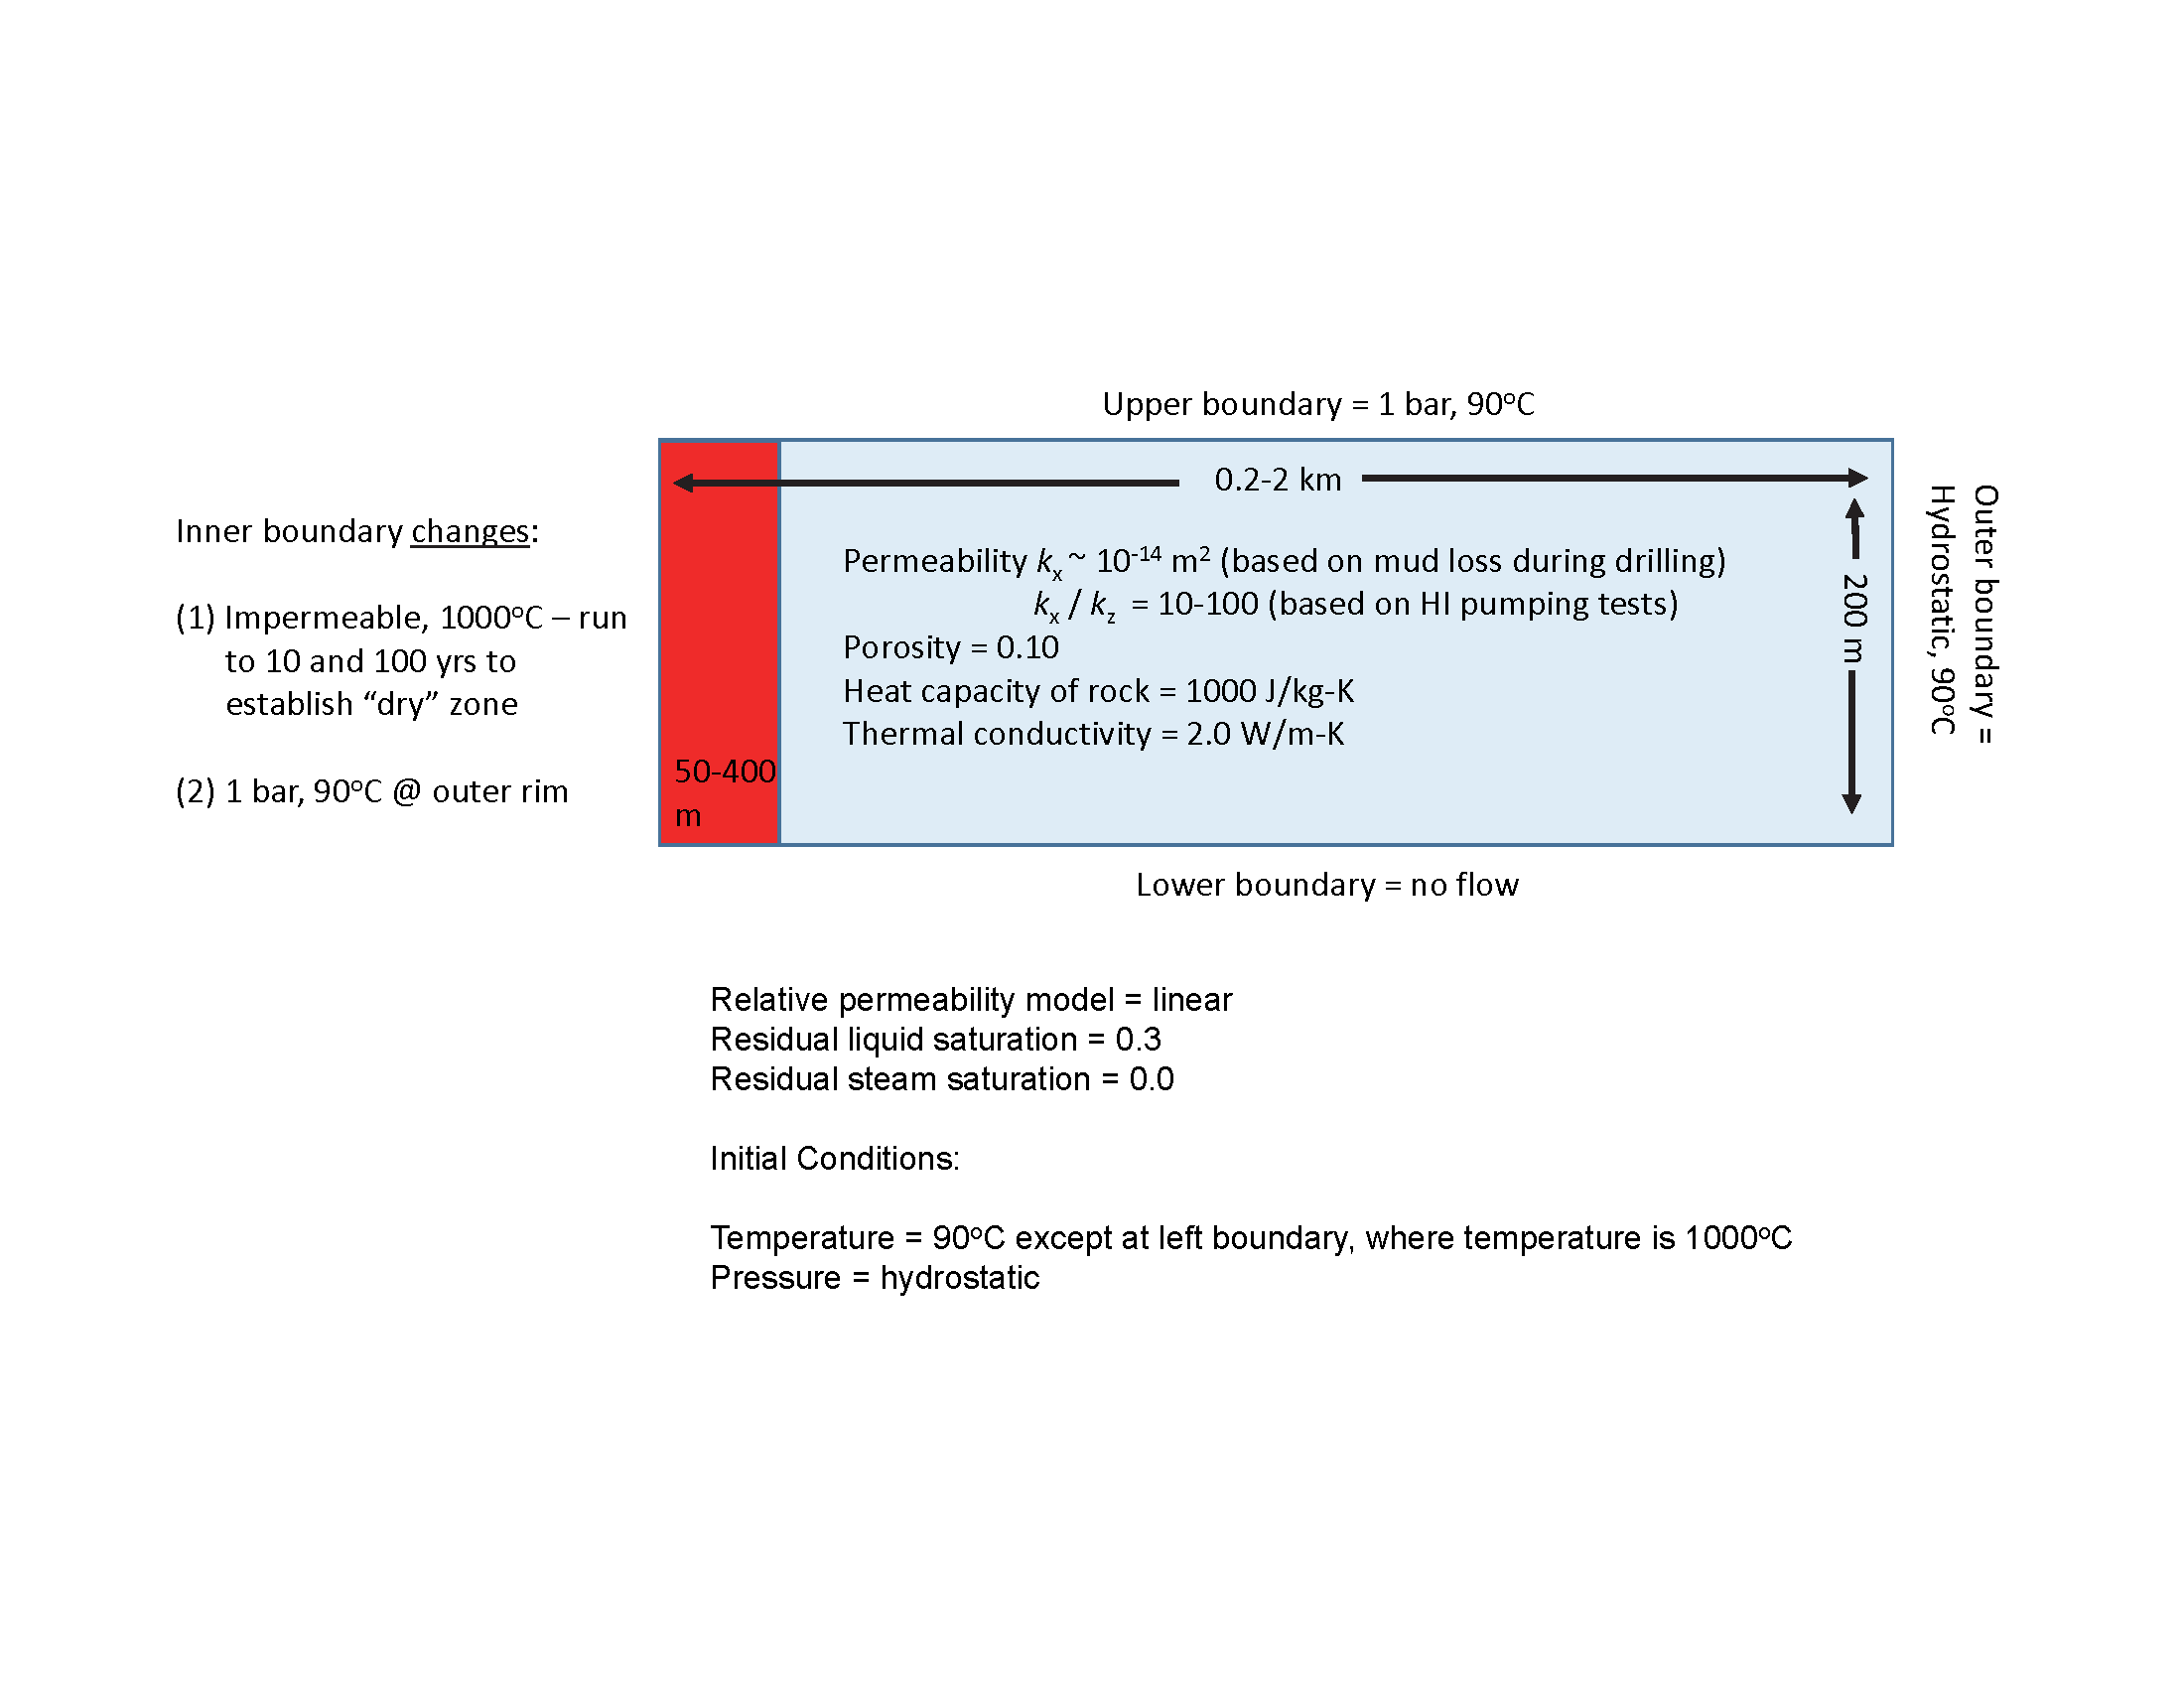 Upper boundary = 1 bar, 90°C
0.2-2 km
Inner boundary changes:
(1) Impermeable, 1000°C – run
to 10 and 100 yrs to
establish “dry” zone
(2) 1 bar, 90°C @ outer rim
50-400
m
Permeability kx ~ 10⁻¹⁴ m² (based on mud loss during drilling)
kx / kz = 10-100 (based on HI pumping tests)
Porosity = 0.10
Heat capacity of rock = 1000 J/kg-K
Thermal conductivity = 2.0 W/m-K
200 m
Outer boundary =
Hydrostatic, 90°C
Lower boundary = no flow
Relative permeability model = linear
Residual liquid saturation = 0.3
Residual steam saturation = 0.0
Initial Conditions:
Temperature = 90°C except at left boundary, where temperature is 1000°C
Pressure = hydrostatic